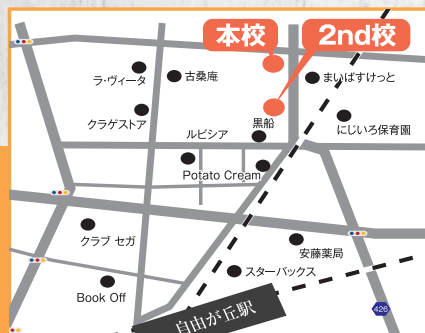 本校
2nd校
ラ・ヴィータ
古桑庵
まいばすけっと
クラゲストア
ルピシア
黒船
にじいろ保育園
Potato Cream
クラブ セガ
安藤薬局
スターバックス
Book Off
自由が丘駅
426